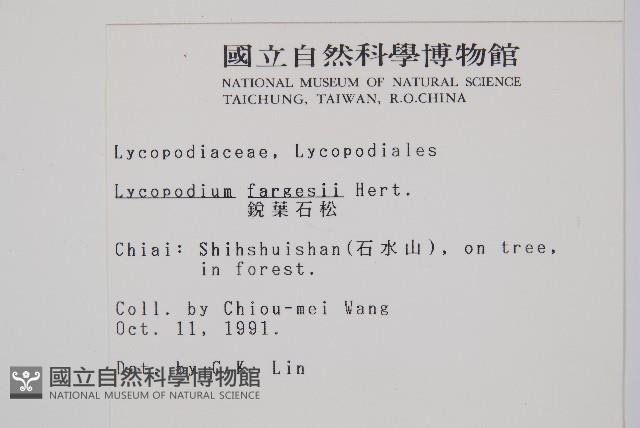 國立自然科學博物館
NATIONAL MUSEUM OF NATURAL SCIENCE
TAICHUNG, TAIWAN, R.O.CHINA
Lycopodiaceae, Lycopodiales
Lycopodium fargesii Hert.
銳葉石松
Chiai: Shihshuishan(石水山), on tree,
in forest.
Coll. by Chiou-mei Wang
Oct. 11, 1991.
Det. by C.K. Lin
國立自然科學博物館
NATIONAL MUSEUM OF NATURAL SCIENCE